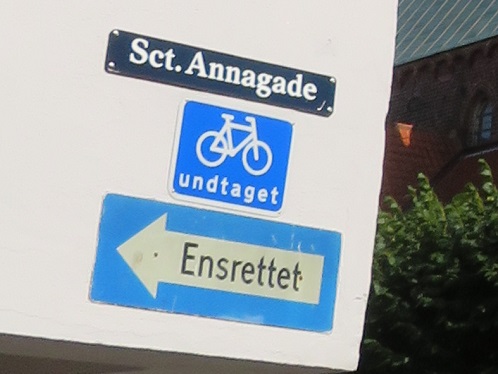 Sct. Annagade
undtaget
Ensrettet